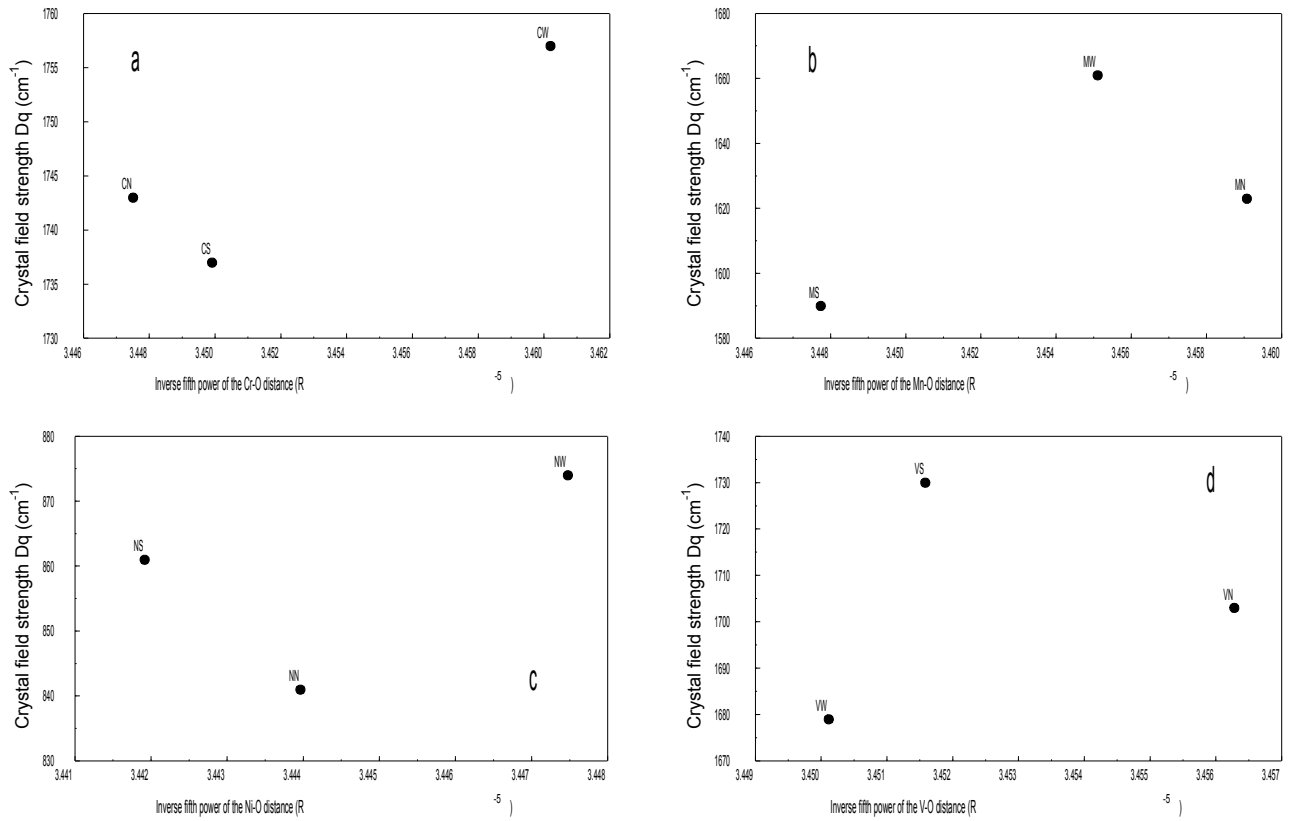 1760
1755
1750
1745
1740
1735
1730
Crystal field strength Dq (cm-1)
a
CW
CN
CS
3.446 3.448 3.450 3.452 3.454 3.456 3.458 3.460 3.462
Inverse fifth power of the Cr-O distance (R -5 )
1680
1660
1640
1620
1600
1580
Crystal field strength Dq (cm-1)
b
MW
MN
MS
3.446 3.448 3.450 3.452 3.454 3.456 3.458 3.460
Inverse fifth power of the Mn-O distance (R -5 )
880
870
860
850
840
830
Crystal field strength Dq (cm-1)
NW
NS
NN
c
3.441 3.442 3.443 3.444 3.445 3.446 3.447 3.448
Inverse fifth power of the Ni-O distance (R -5 )
1740
1730
1720
1710
1700
1690
1680
1670
Crystal field strength Dq (cm-1)
VS
d
VN
VW
3.449 3.450 3.451 3.452 3.453 3.454 3.455 3.456 3.457
Inverse fifth power of the V-O distance (R -5 )